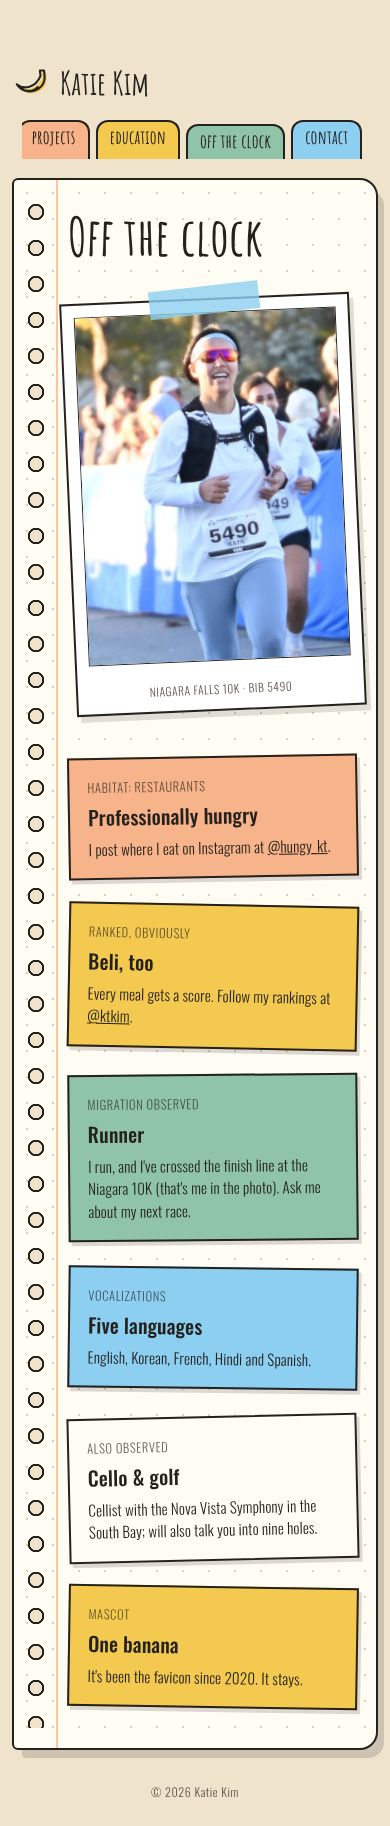 Katie Kim
PROJECTS
EDUCATION
OFF THE CLOCK
CONTACT
Off the clock
5490
KATIE
10K
549
NIAGARA FALLS 10K · BIB 5490
HABITAT: RESTAURANTS
Professionally hungry
I post where I eat on Instagram at @hungy_kt.
RANKED, OBVIOUSLY
Beli, too
Every meal gets a score. Follow my rankings at
@ktkim.
MIGRATION OBSERVED
Runner
I run, and I've crossed the finish line at the
Niagara 10K (that's me in the photo). Ask me
about my next race.
VOCALIZATIONS
Five languages
English, Korean, French, Hindi and Spanish.
ALSO OBSERVED
Cello & golf
Cellist with the Nova Vista Symphony in the
South Bay; will also talk you into nine holes.
MASCOT
One banana
It's been the favicon since 2020. It stays.
© 2026 Katie Kim